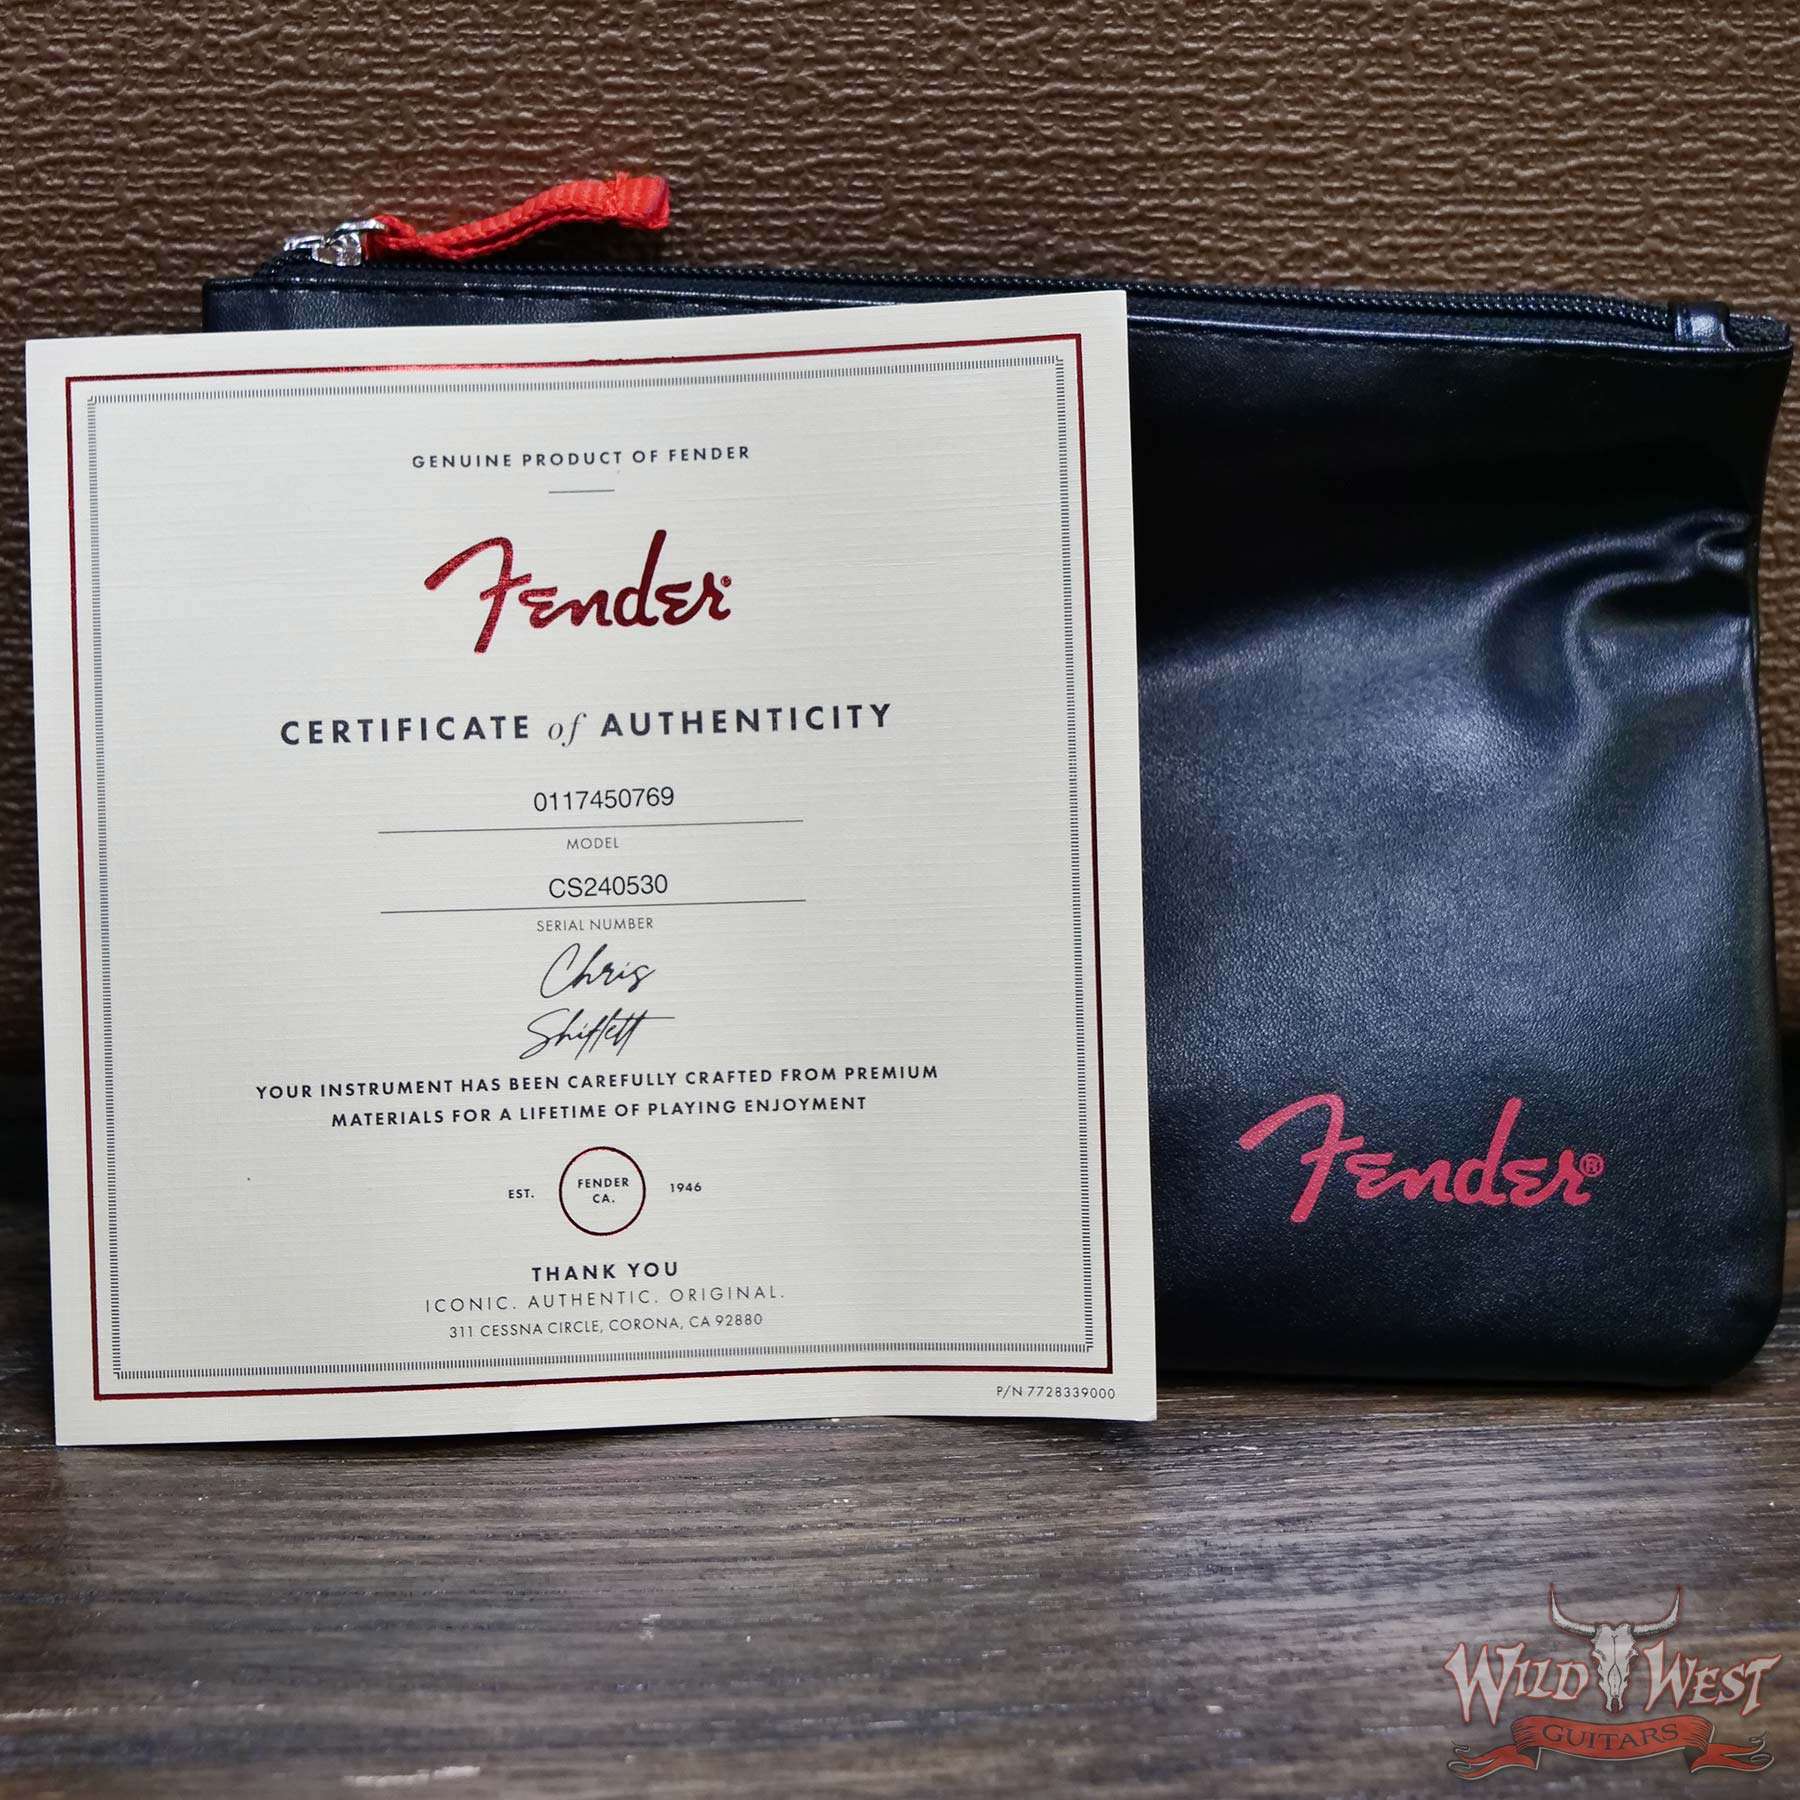 GENUINE PRODUCT OF FENDER
Fender®
CERTIFICATE of AUTHENTICITY
0117450769
MODEL
CS240530
SERIAL NUMBER
Chris
Shiflett
YOUR INSTRUMENT HAS BEEN CAREFULLY CRAFTED FROM PREMIUM
MATERIALS FOR A LIFETIME OF PLAYING ENJOYMENT
EST. FENDER CA. 1946
THANK YOU
ICONIC. AUTHENTIC. ORIGINAL.
311 CESSNA CIRCLE, CORONA, CA 92880
P/N 7728339000
Fender®
WILD WEST
GUITARS